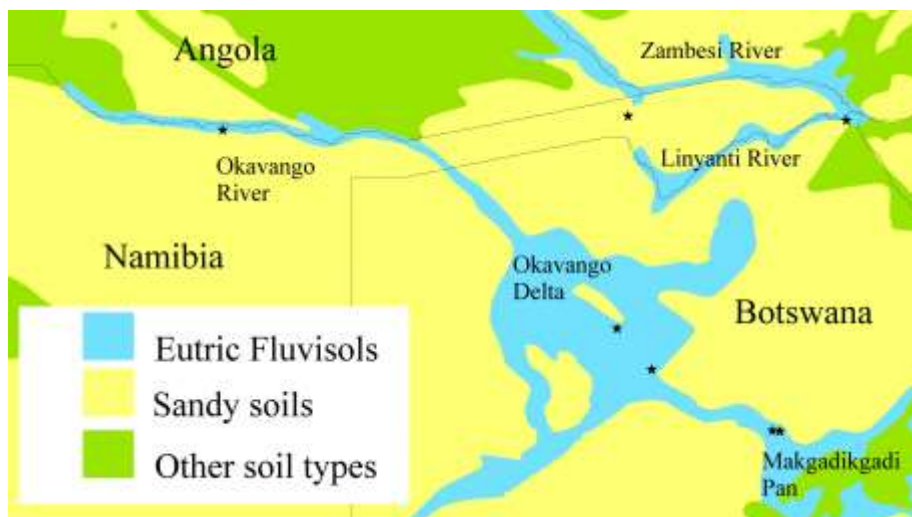 Angola
Zambesi River
Okavango
River
Linyanti River
Namibia
Okavango
Delta
Botswana
Eutric Fluvisols
Sandy soils
Other soil types
Makgadikgadi
Pan